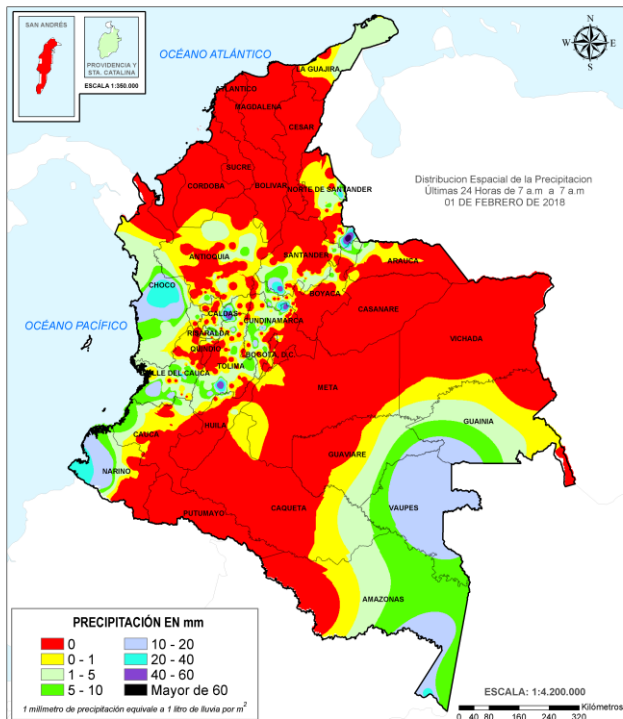 SAN ANDRÉS
PROVIDENCIA Y
STA. CATALINA
ESCALA 1:350.000
OCÉANO ATLÁNTICO
N
W
E
S
LA GUAJIRA
ATLANTICO
MAGDALENA
CESAR
SUCRE
CORDOBA
BOLIVAR
NORTE DE SANTANDER
Distribucion Espacial de la Precipitacion
Últimas 24 Horas de 7 a.m a 7 a.m
01 DE FEBRERO DE 2018
ANTIOQUIA
SANTANDER
ARAUCA
CHOCO
BOYACA
CASANARE
OCÉANO PACÍFICO
CALDAS
CUNDINAMARCA
RISARALDA
VICHADA
QUINDIO
BOGOTA, D.C.
TOLIMA
VALLE DEL CAUCA
META
GUAINIA
CAUCA
HUILA
GUAVIARE
NARIÑO
VAUPES
PUTUMAYO
CAQUETA
AMAZONAS
PRECIPITACIÓN EN mm
0
10 - 20
0 - 1
20 - 40
1 - 5
40 - 60
5 - 10
Mayor de 60
1 milimetro de precipitación equivale a 1 litro de lluvia por m2
ESCALA: 1:4.200.000
Kilómetros
0 40 80 160 240 320